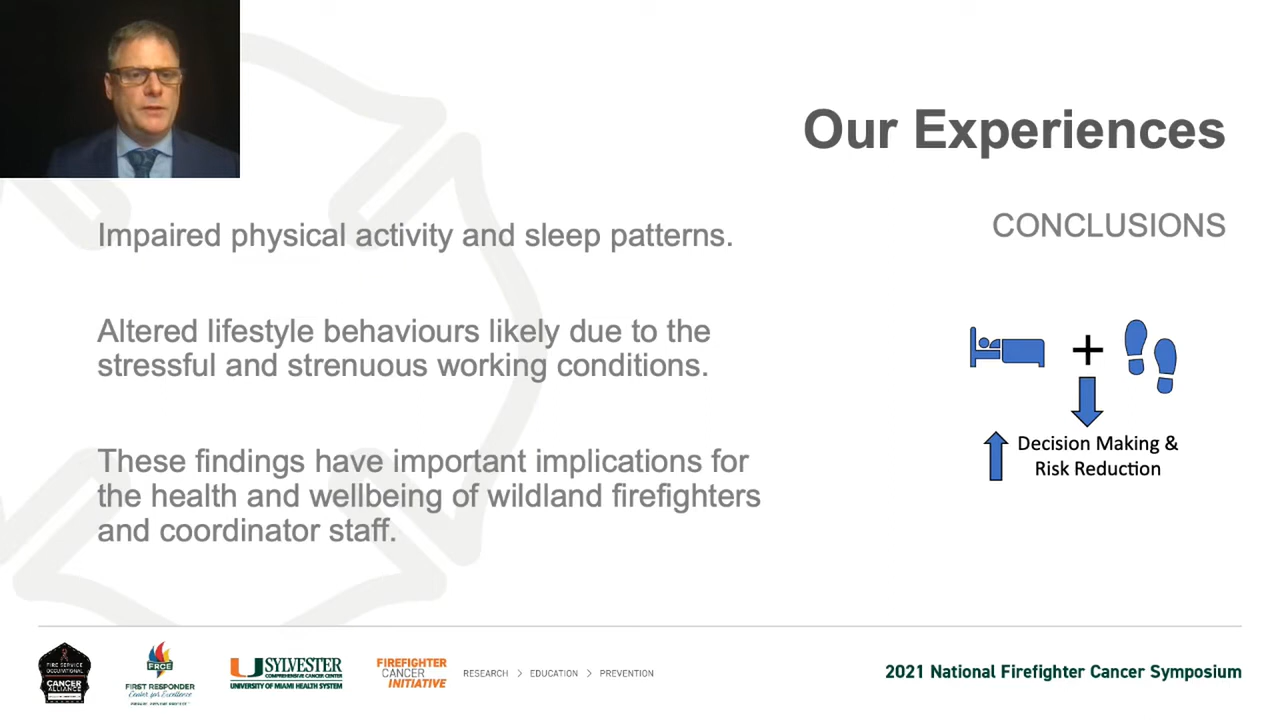 Our Experiences
CONCLUSIONS
Impaired physical activity and sleep patterns.
Altered lifestyle behaviours likely due to the
stressful and strenuous working conditions.
These findings have important implications for
the health and wellbeing of wildland firefighters
and coordinator staff.
Decision Making &
Risk Reduction
FIRE SERVICE
OCCUPATIONAL
CANCER
ALLIANCE
FRCE
FIRST RESPONDER
Center for Excellence
U SYLVESTER
COMPREHENSIVE CANCER CENTER
UNIVERSITY OF MIAMI HEALTH SYSTEM
FIREFIGHTER
CANCER
INITIATIVE
RESEARCH > EDUCATION > PREVENTION
2021 National Firefighter Cancer Symposium